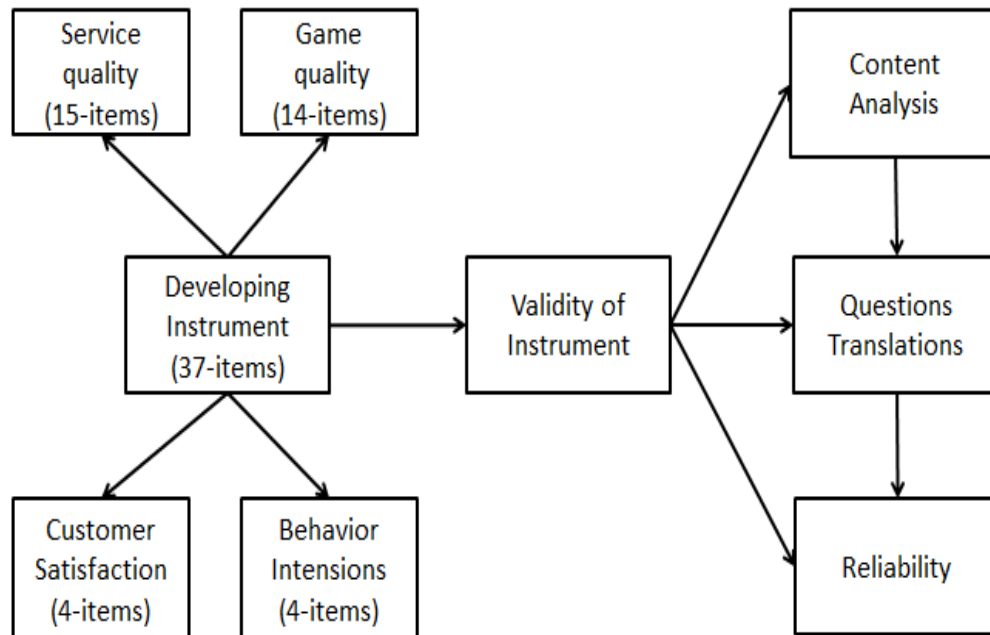 Service
quality
(15-items)
Game
quality
(14-items)
Content
Analysis
Developing
Instrument
(37-items)
Validity of
Instrument
Questions
Translations
Customer
Satisfaction
(4-items)
Behavior
Intensions
(4-items)
Reliability